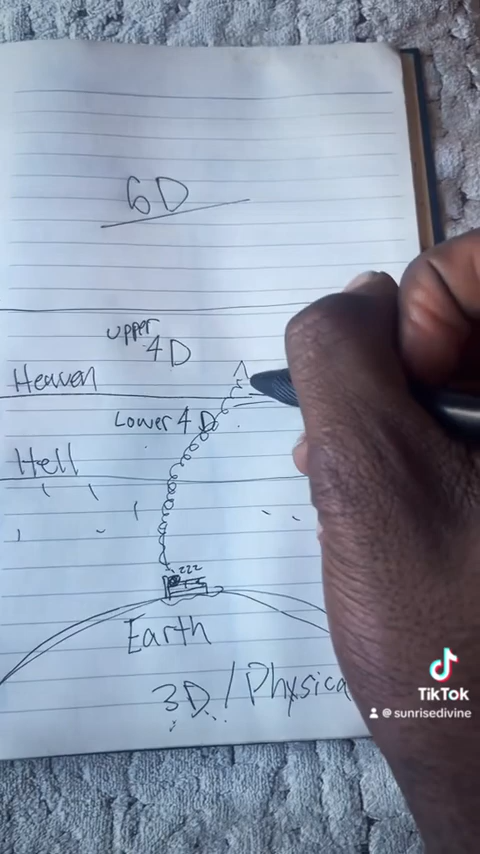 6D
upper
4D
Heaven
Lower 4D
Hell
zzz
Earth
3D / Physica
TikTok
@ sunrisedivine